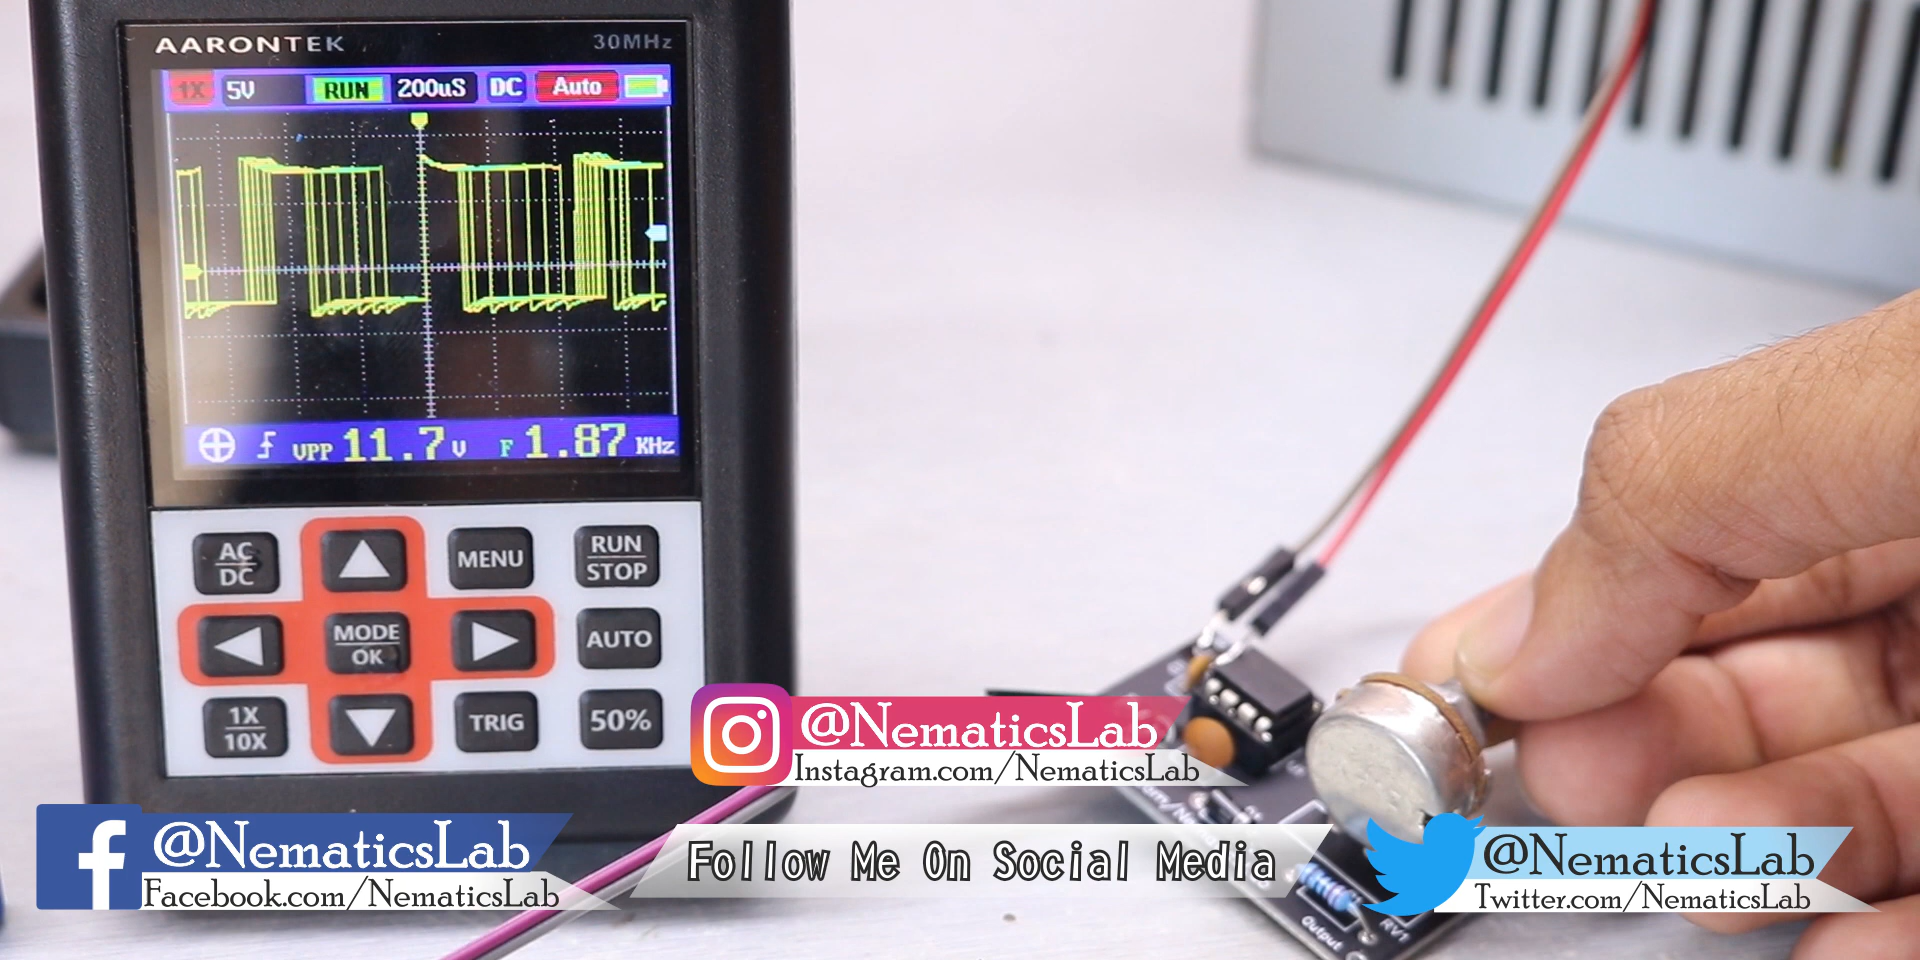 AARONTEK 30MHz
1X 5V RUN 200uS DC Auto
VPP 11.7 V F 1.87 KHz
AC
DC
MENU
RUN
STOP
MODE
OK
AUTO
1X
10X
TRIG
50%
@NematicsLab
Instagram.com/NematicsLab
@NematicsLab
Facebook.com/NematicsLab
Follow Me On Social Media
@NematicsLab
Twitter.com/NematicsLab
RV1
Output